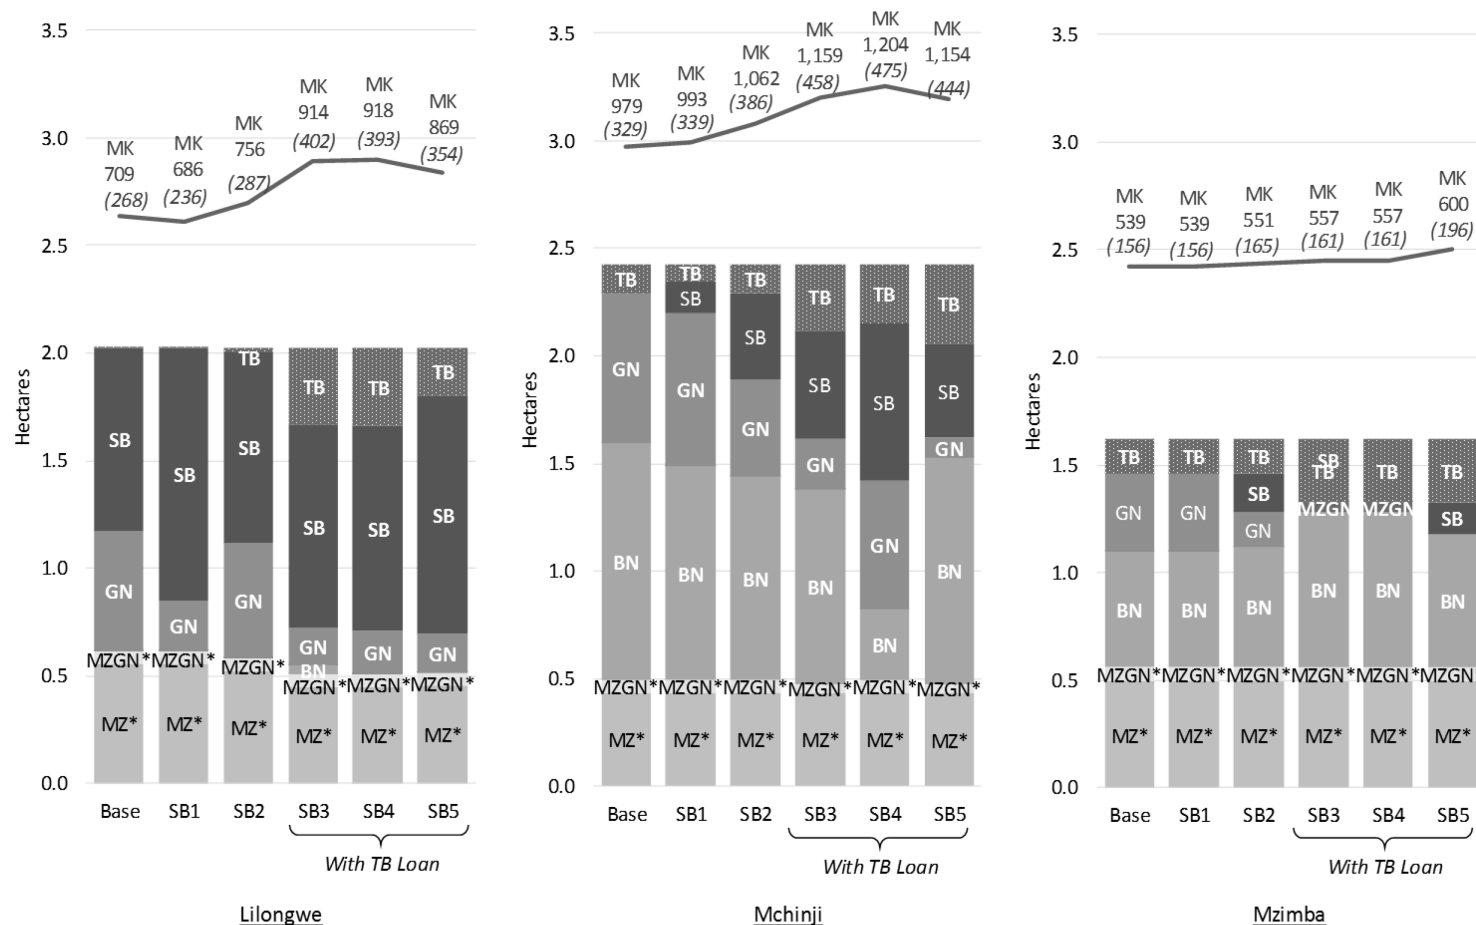 3.5
3.0
2.5
2.0
1.5
1.0
0.5
0.0
Hectares
MK
709
(268)
MK
686
(236)
MK
756
(287)
MK
914
(402)
MK
918
(393)
MK
869
(354)
SB
GN
MZGN*
MZ*
SB
GN
MZGN*
MZ*
TB
SB
GN
MZGN*
MZ*
TB
SB
GN
BN
MZGN*
MZ*
TB
SB
GN
MZGN*
MZ*
TB
SB
GN
MZGN*
MZ*
Base SB1 SB2 SB3 SB4 SB5
With TB Loan
Lilongwe
3.5
3.0
2.5
2.0
1.5
1.0
0.5
0.0
Hectares
MK
979
(329)
MK
993
(339)
MK
1,062
(386)
MK
1,159
(458)
MK
1,204
(475)
MK
1,154
(444)
TB
GN
BN
MZGN*
MZ*
TB
SB
GN
BN
MZGN*
MZ*
TB
SB
GN
BN
MZGN*
MZ*
TB
SB
GN
BN
MZGN*
MZ*
TB
SB
GN
BN
MZGN*
MZ*
TB
SB
GN
BN
MZGN*
MZ*
Base SB1 SB2 SB3 SB4 SB5
With TB Loan
Mchinji
3.5
3.0
2.5
2.0
1.5
1.0
0.5
0.0
Hectares
MK
539
(156)
MK
539
(156)
MK
551
(165)
MK
557
(161)
MK
557
(161)
MK
600
(196)
TB
GN
BN
MZGN*
MZ*
TB
GN
BN
MZGN*
MZ*
TB
SB
GN
BN
MZGN*
MZ*
SB
TB
MZGN
BN
MZGN*
MZ*
TB
MZGN
BN
MZGN*
MZ*
TB
SB
BN
MZGN*
MZ*
Base SB1 SB2 SB3 SB4 SB5
With TB Loan
Mzimba